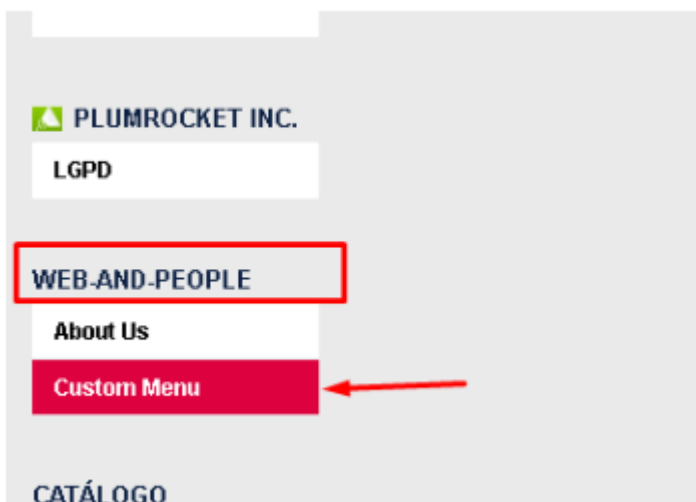 PLUMROCKET INC.
LGPD
WEB-AND-PEOPLE
About Us
Custom Menu
CATÁLOGO